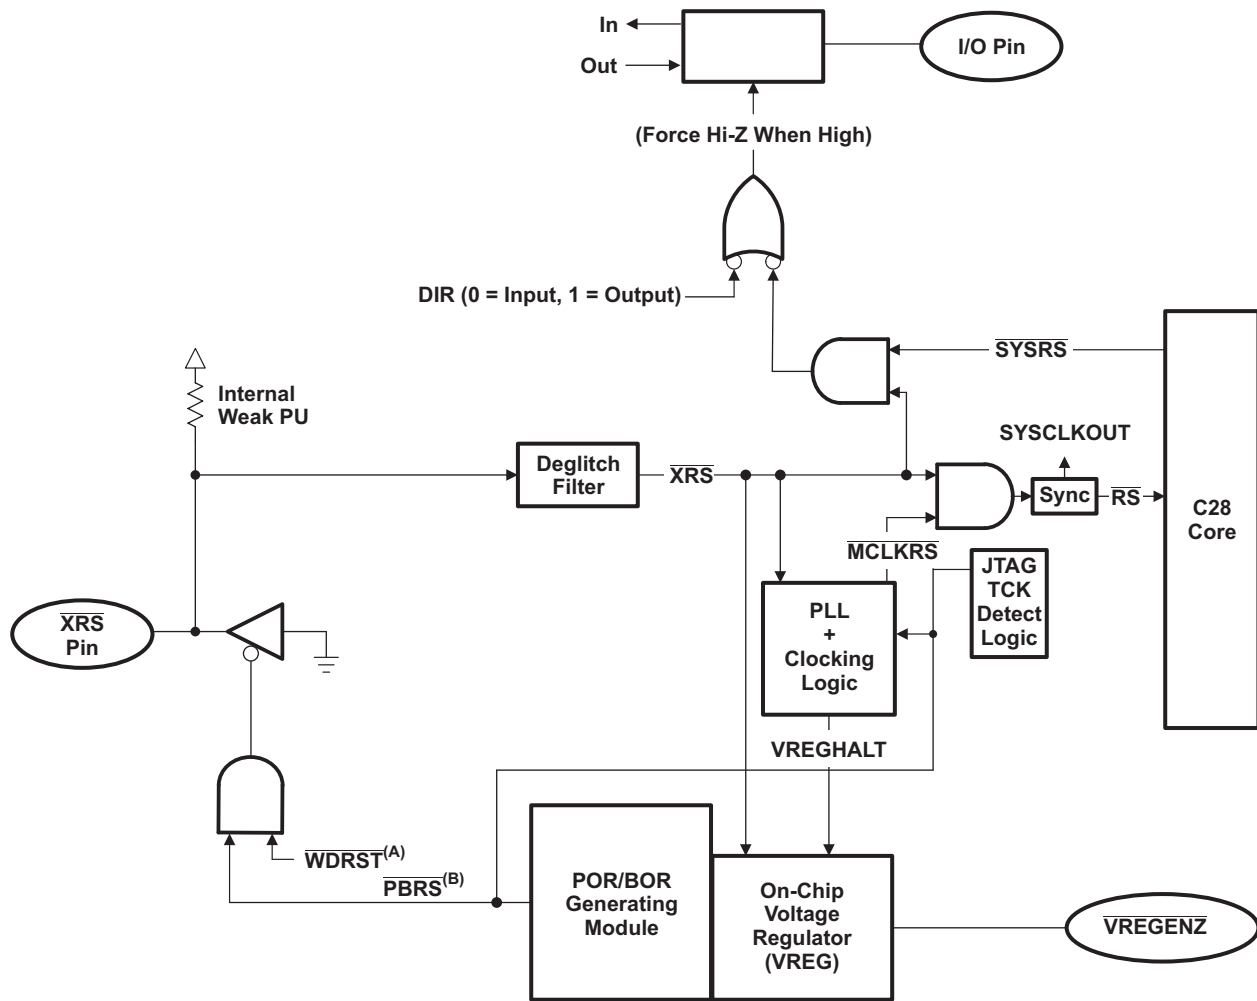 In
Out
I/O Pin
(Force Hi-Z When High)
DIR (0 = Input, 1 = Output)
SYSRS
Internal
Weak PU
SYSCLKOUT
Deglitch
Filter
XRS
Sync
RS
C28
Core
MCLKRS
JTAG
TCK
Detect
Logic
XRS
Pin
PLL
+
Clocking
Logic
VREGHALT
WDRST(A)
PBRS(B)
POR/BOR
Generating
Module
On-Chip
Voltage
Regulator
(VREG)
VREGENZ